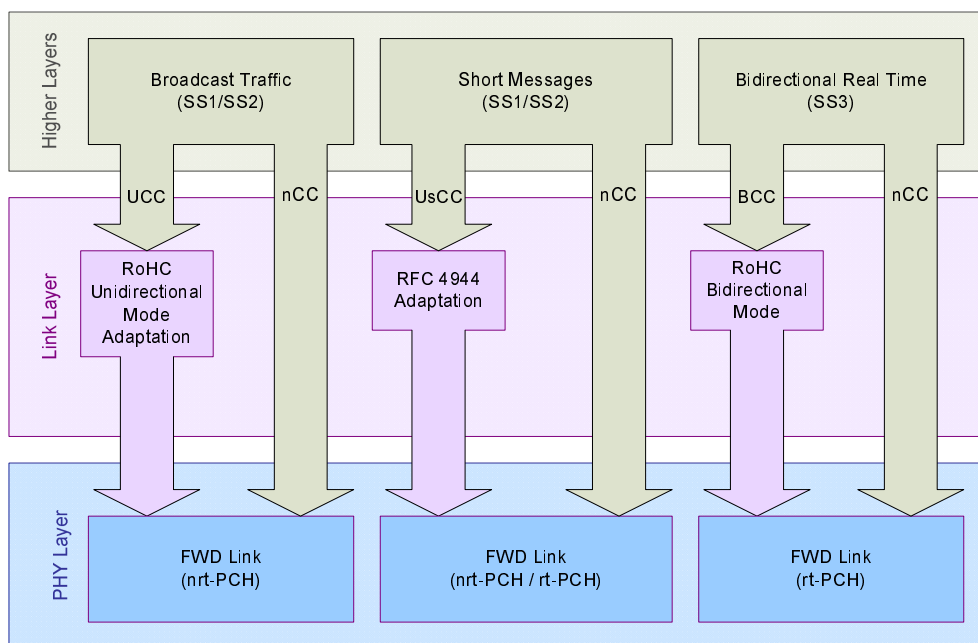 Higher Layers
Broadcast Traffic
(SS1/SS2)
Short Messages
(SS1/SS2)
Bidirectional Real Time
(SS3)
UCC
nCC
UsCC
nCC
BCC
nCC
Link Layer
RoHC
Unidirectional
Mode
Adaptation
RFC 4944
Adaptation
RoHC
Bidirectional
Mode
PHY Layer
FWD Link
(nrt-PCH)
FWD Link
(nrt-PCH / rt-PCH)
FWD Link
(rt-PCH)